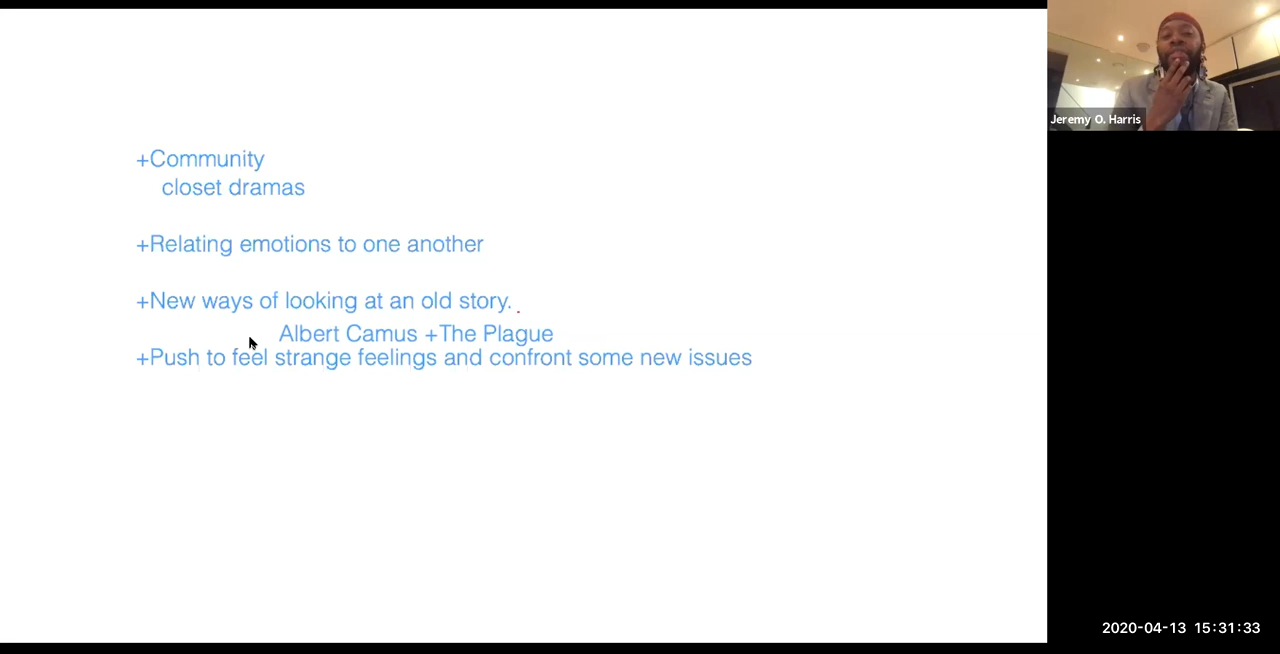 +Community
closet dramas
+Relating emotions to one another
+New ways of looking at an old story.
Albert Camus +The Plague
+Push to feel strange feelings and confront some new issues
Jeremy O. Harris
2020-04-13 15:31:33